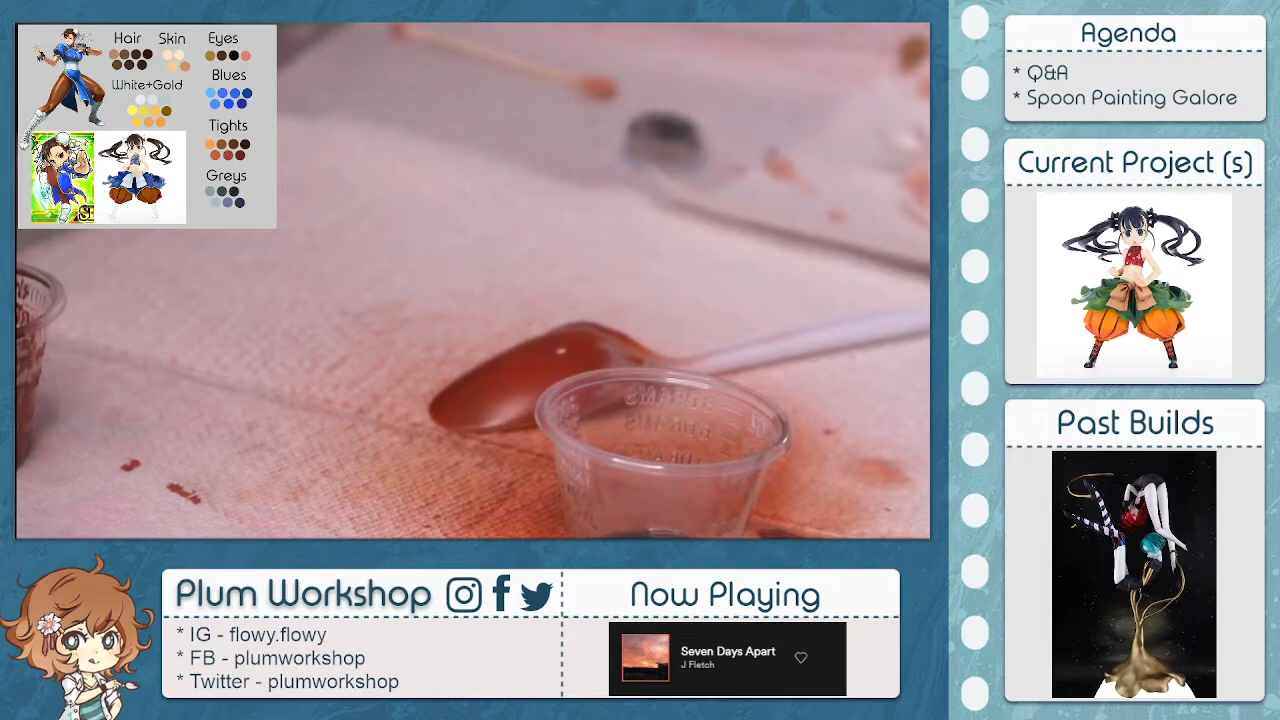 Hair
Skin
Eyes
White+Gold
Blues
Tights
Greys
Agenda
* Q&A
* Spoon Painting Galore
Current Project (s)
Past Builds
Plum Workshop
* IG - flowy.flowy
* FB - plumworkshop
* Twitter - plumworkshop
Now Playing
Seven Days Apart
J Fletch